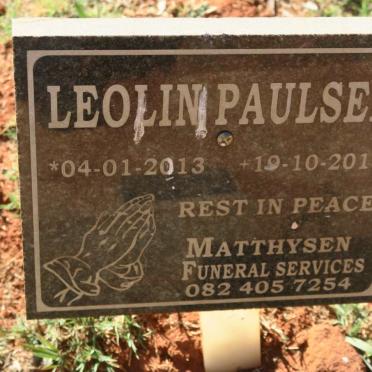 LEOLIN PAULSE
*04-01-2013 +19-10-201
REST IN PEACE
MATTHYSEN
FUNERAL SERVICES
082 405 7254